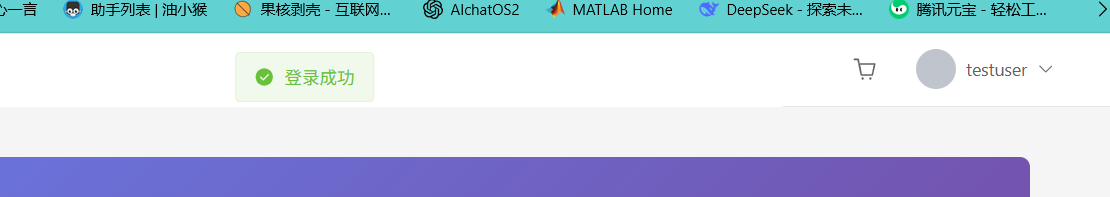 心一言 助手列表 | 油小猴 果核剥壳 - 互联网... AIchatOS2 MATLAB Home DeepSeek - 探索未... 腾讯元宝 - 轻松工...
登录成功 testuser